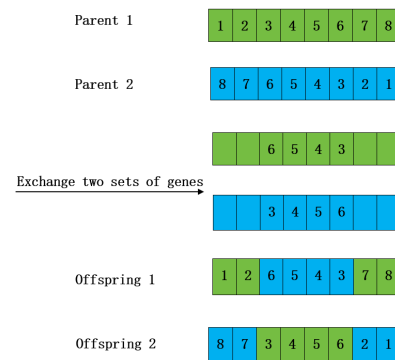 Parent 1 1 2 3 4 5 6 7 8
Parent 2 8 7 6 5 4 3 2 1
6 5 4 3
Exchange two sets of genes
3 4 5 6
Offspring 1 1 2 6 5 4 3 7 8
Offspring 2 8 7 3 4 5 6 2 1